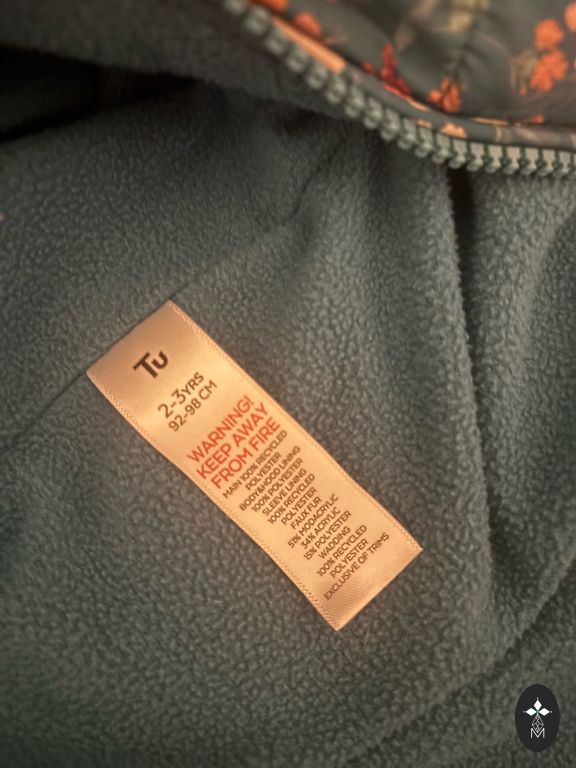 Tu
2-3YRS
92-98 CM
WARNING!
KEEP AWAY
FROM FIRE
MAIN 100% RECYCLED
POLYESTER
BODY&HOOD LINING
100% POLYESTER
SLEEVE LINING
100% RECYCLED
POLYESTER
FAUX FUR
51% MODACRYLIC
34% ACRYLIC
15% POLYESTER
WADDING
100% RECYCLED
POLYESTER
EXCLUSIVE OF TRIMS
M